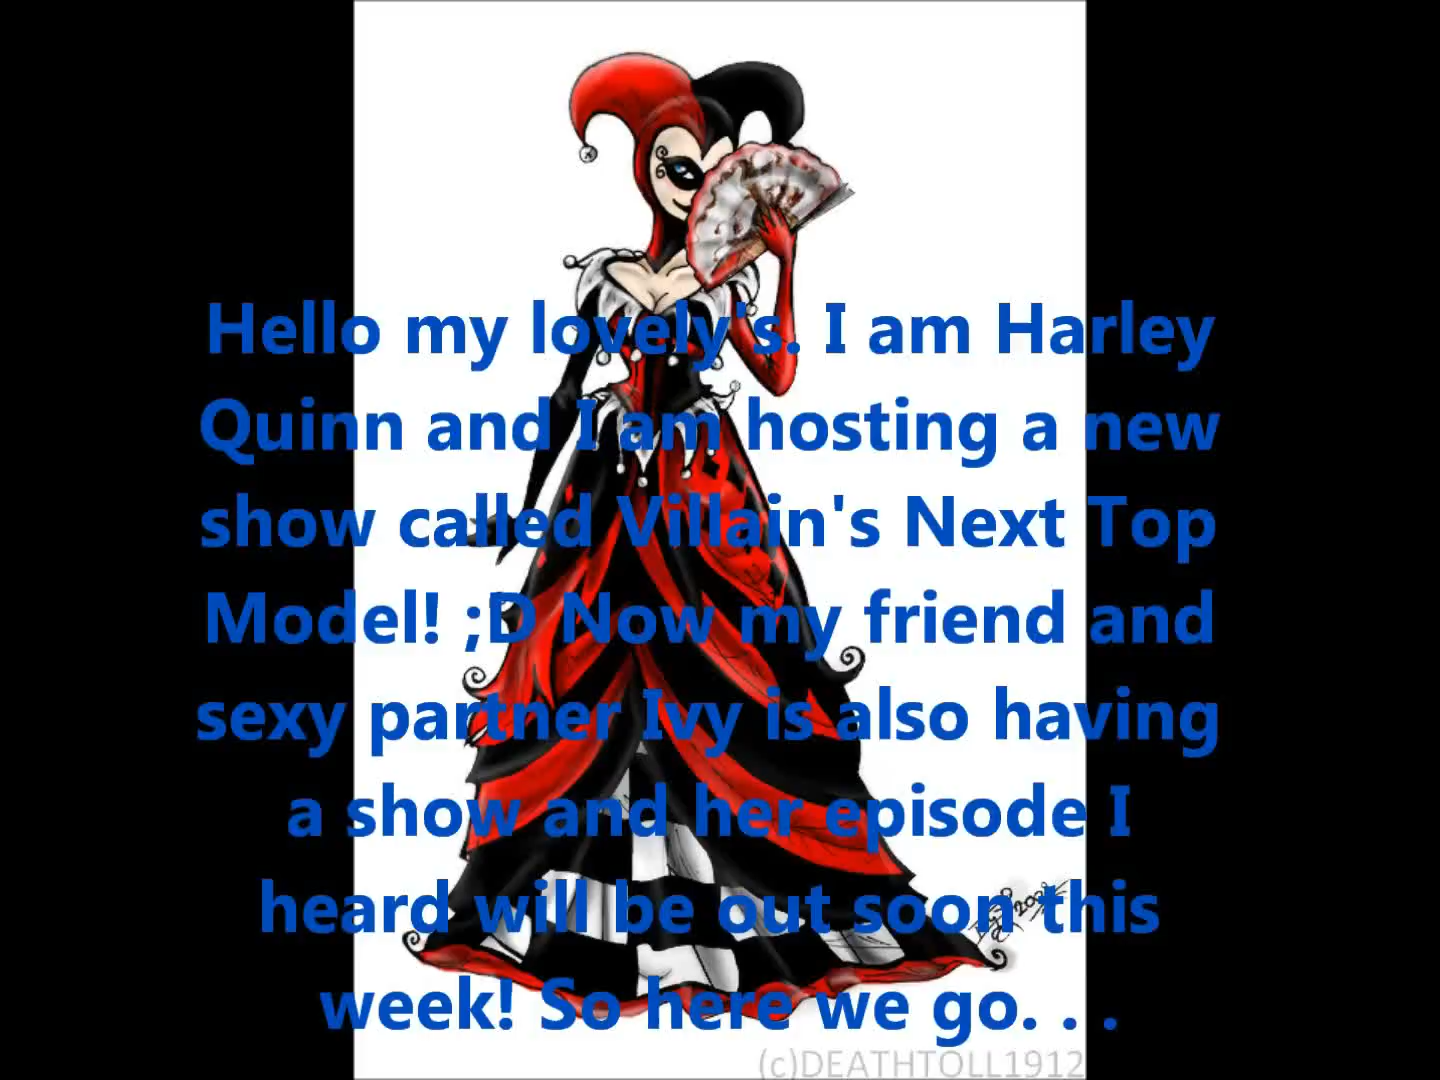 Hello my lovely's. I am Harley
Quinn and I am hosting a new
show called Villain's Next Top
Model! ;D Now my friend and
sexy partner Ivy is also having
a show and her episode I
heard will be out soon this
week! So here we go. . .
(c)DEATHTOLL1912